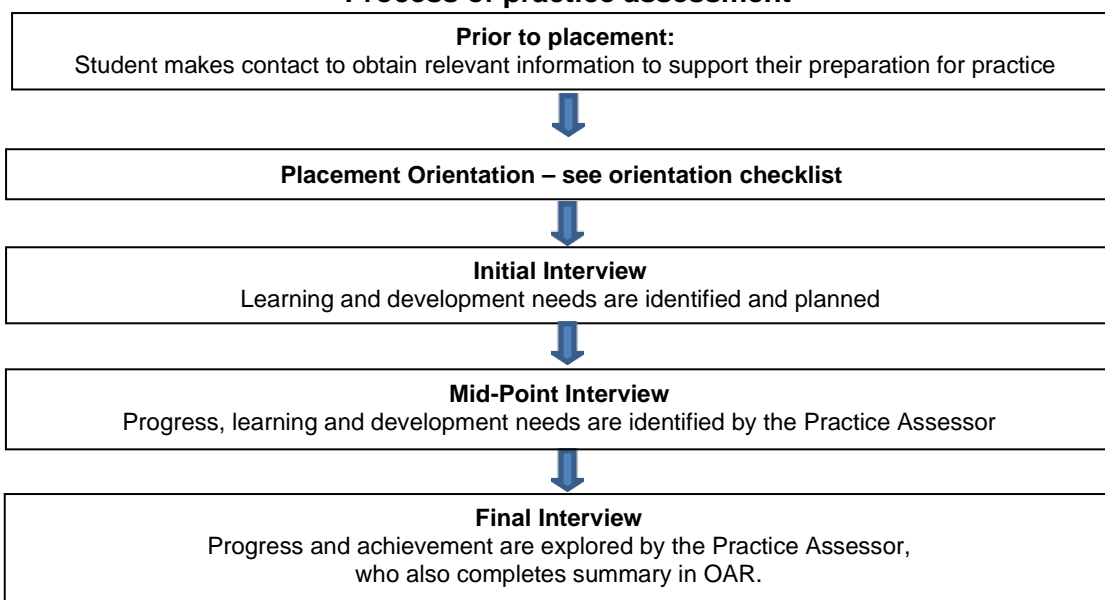 Process of practice assessment
Prior to placement:
Student makes contact to obtain relevant information to support their preparation for practice
Placement Orientation – see orientation checklist
Initial Interview
Learning and development needs are identified and planned
Mid-Point Interview
Progress, learning and development needs are identified by the Practice Assessor
Final Interview
Progress and achievement are explored by the Practice Assessor,
who also completes summary in OAR.